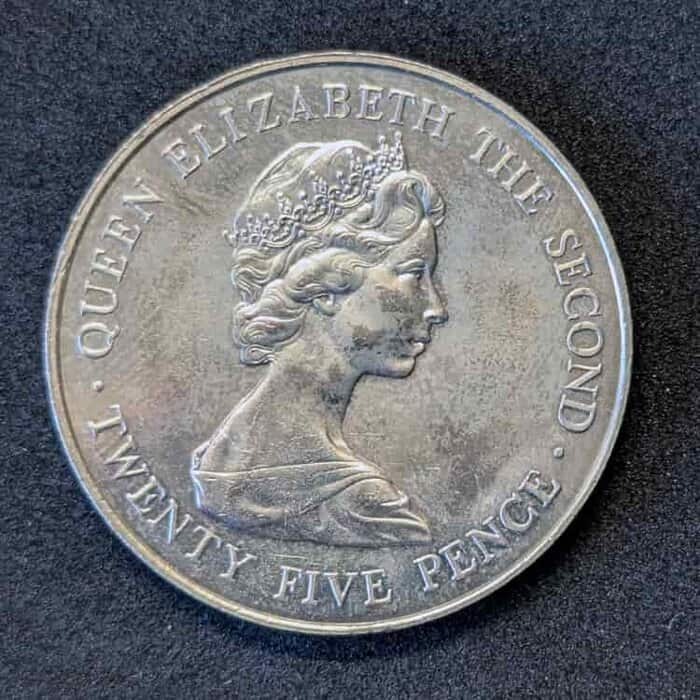 · QUEEN ELIZABETH THE SECOND ·
TWENTY FIVE PENCE